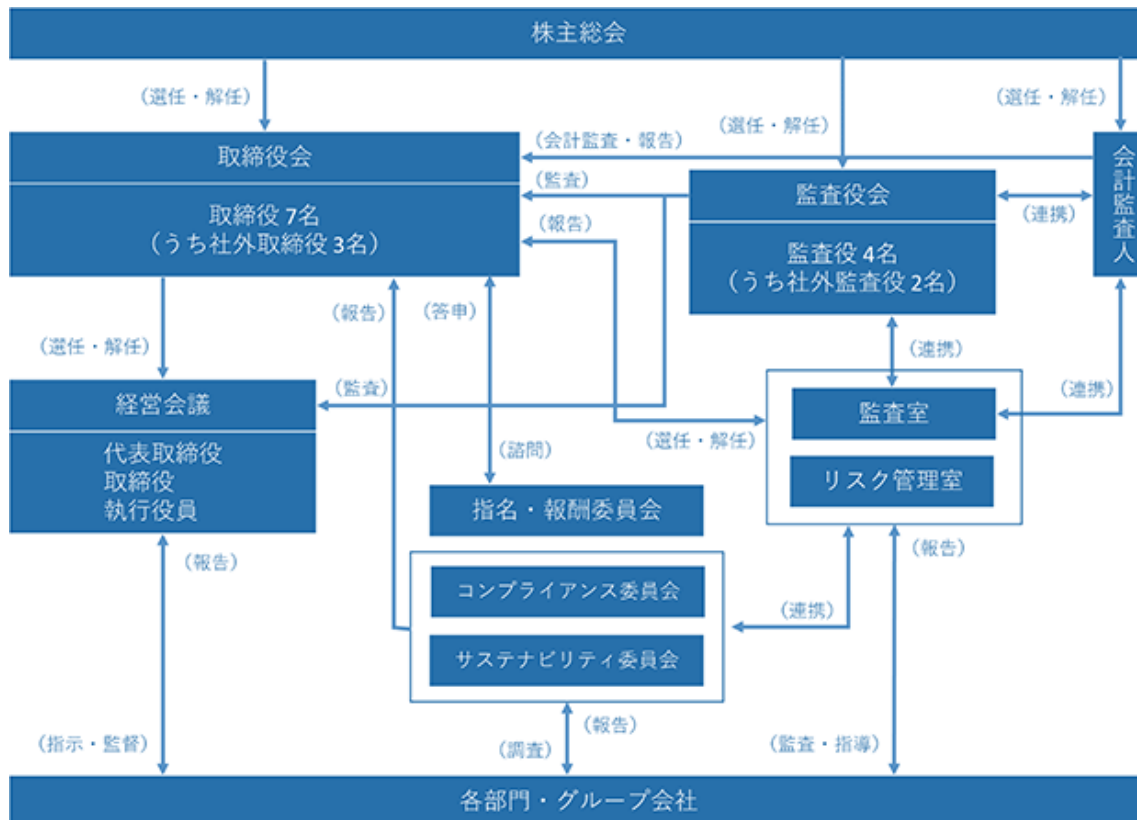 株主総会
（選任・解任）
（選任・解任）
（選任・解任）
取締役会
取締役 7名
（うち社外取締役 3名）
（会計監査・報告）
（監査）
（報告）
監査役会
監査役 4名
（うち社外監査役 2名）
（連携）
会計監査人
（選任・解任）
（報告）
（答申）
（連携）
（連携）
経営会議
代表取締役
取締役
執行役員
（監査）
（諮問）
（選任・解任）
監査室
リスク管理室
指名・報酬委員会
（報告）
（報告）
コンプライアンス委員会
サステナビリティ委員会
（連携）
（報告）
（指示・監督）
（調査）
（監査・指導）
各部門・グループ会社